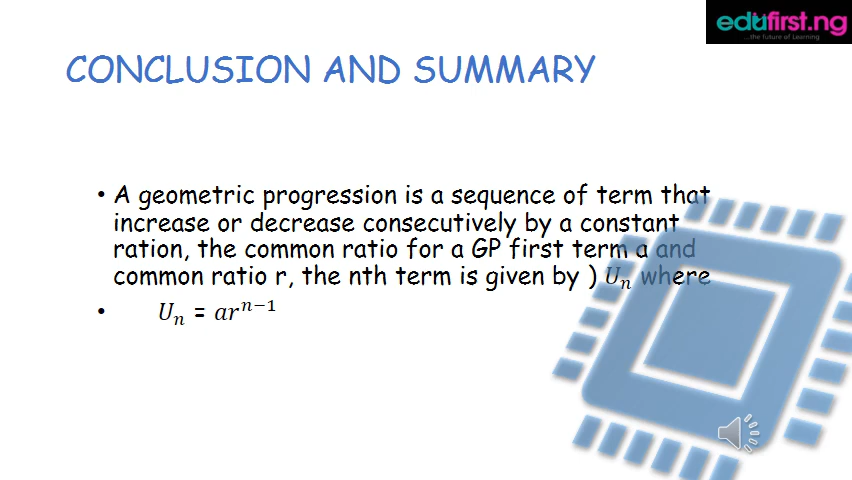 edufirst.ng
...the future of Learning
CONCLUSION AND SUMMARY
• A geometric progression is a sequence of term that
increase or decrease consecutively by a constant
ration, the common ratio for a GP first term a and
common ratio r, the nth term is given by ) Uₙ where
• Uₙ = arⁿ⁻¹